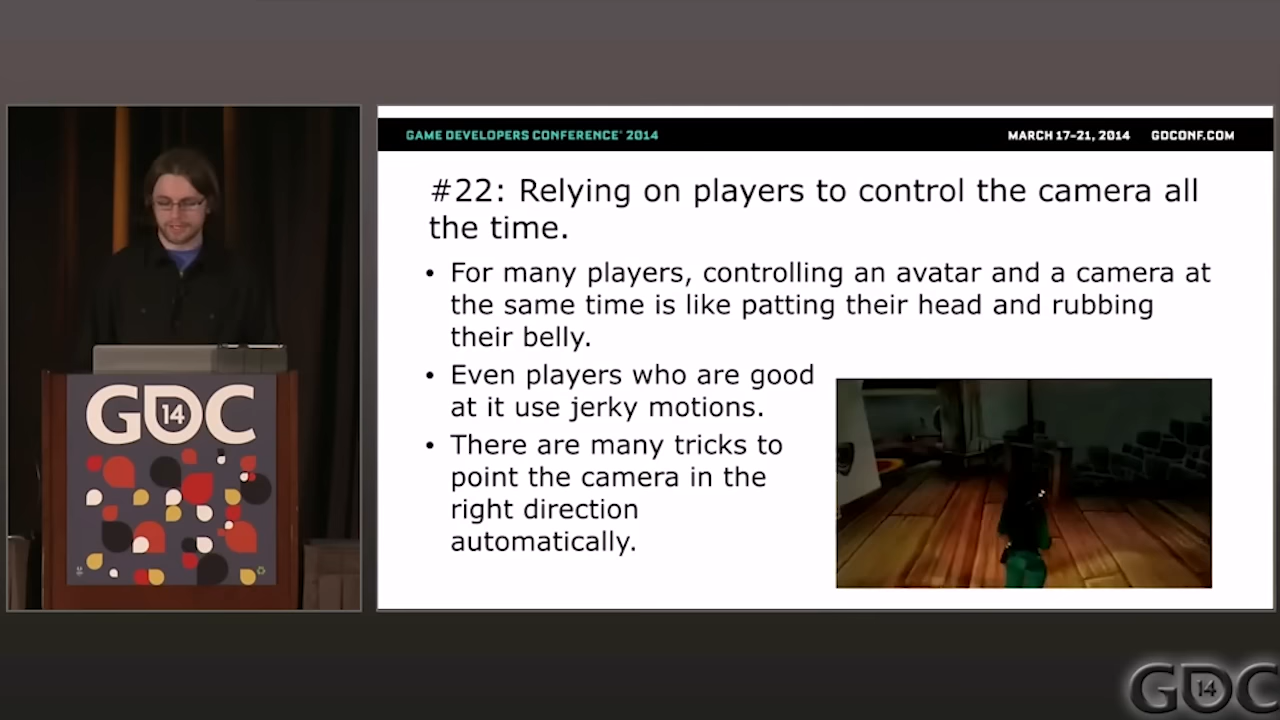 GAME DEVELOPERS CONFERENCE® 2014
MARCH 17–21, 2014 GDCONF.COM
#22: Relying on players to control the camera all
the time.
• For many players, controlling an avatar and a camera at
the same time is like patting their head and rubbing
their belly.
• Even players who are good
at it use jerky motions.
• There are many tricks to
point the camera in the
right direction
automatically.
GDC 14
GDC 14